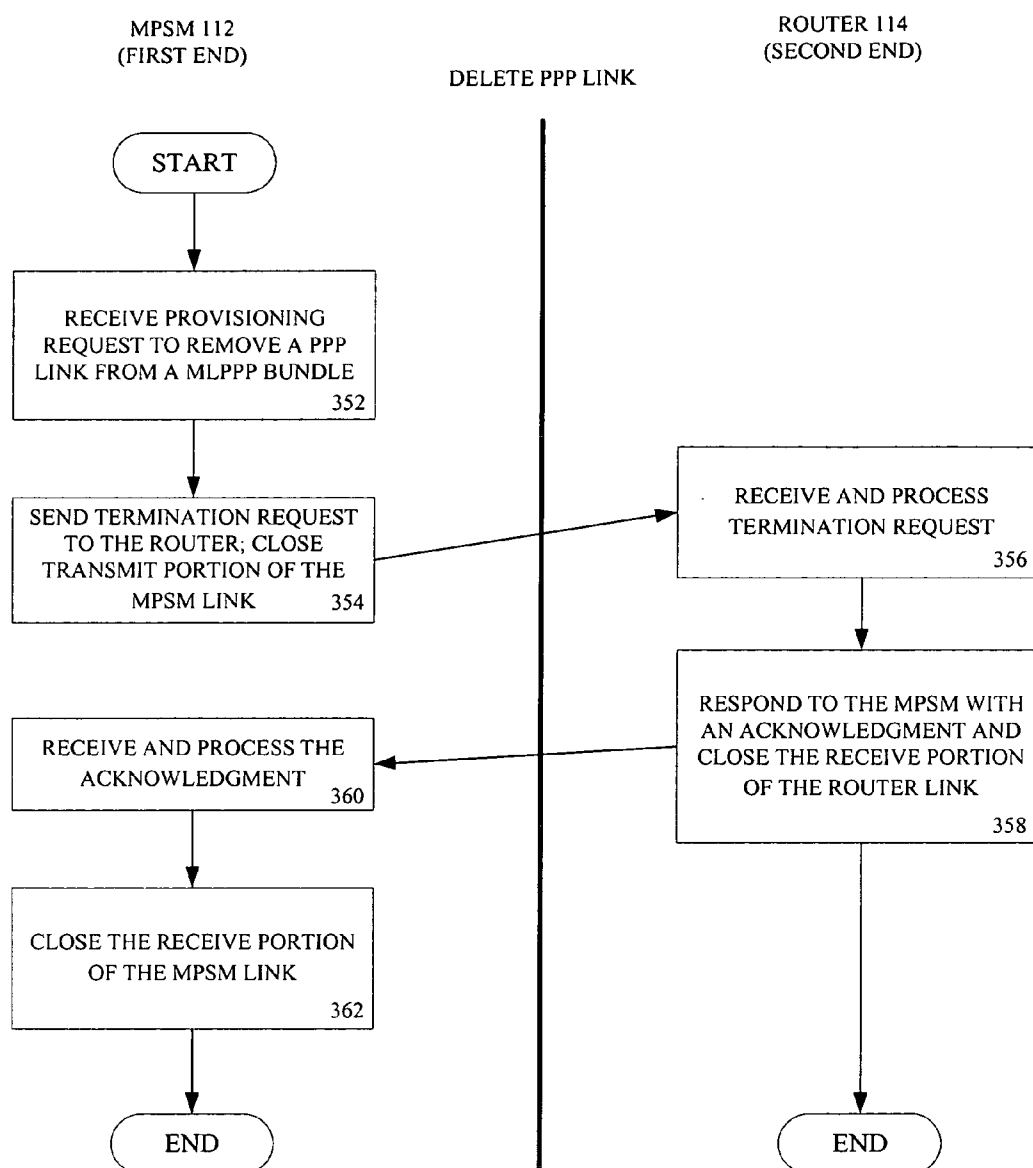 MPSM 112
(FIRST END)
ROUTER 114
(SECOND END)
DELETE PPP LINK
START
RECEIVE PROVISIONING
REQUEST TO REMOVE A PPP
LINK FROM A MLPPP BUNDLE
352
SEND TERMINATION REQUEST
TO THE ROUTER; CLOSE
TRANSMIT PORTION OF THE
MPSM LINK
354
RECEIVE AND PROCESS
TERMINATION REQUEST
356
RESPOND TO THE MPSM WITH
AN ACKNOWLEDGMENT AND
CLOSE THE RECEIVE PORTION
OF THE ROUTER LINK
358
RECEIVE AND PROCESS THE
ACKNOWLEDGMENT
360
CLOSE THE RECEIVE PORTION
OF THE MPSM LINK
362
END
END